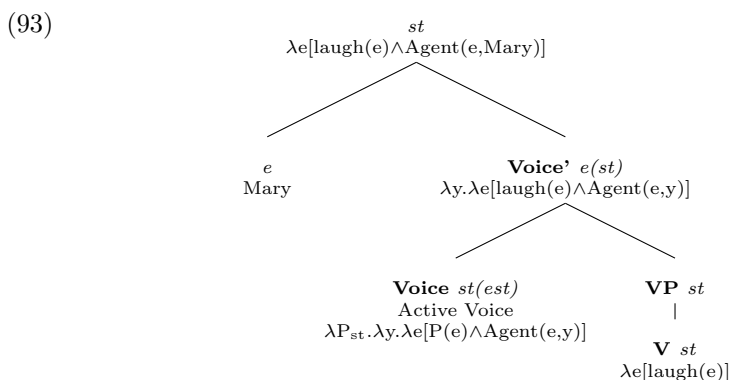 (93)
st
λe[laugh(e)∧Agent(e,Mary)]
e
Mary
Voice’ e(st)
λy.λe[laugh(e)∧Agent(e,y)]
Voice st(est)
Active Voice
λPst.λy.λe[P(e)∧Agent(e,y)]
VP st
V st
λe[laugh(e)]